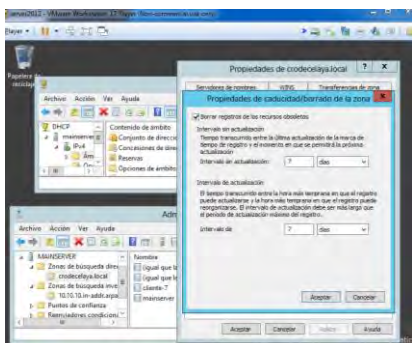 server2012 - VMware Workstation 12 Player (Non-commercial use only)
Player
Papelera de
reciclaje
Archivo Acción Ver Ayuda
DHCP
mainserver
IPv4
Contenido de ámbito
Conjunto de direcc
Concesiones de direc
Reservas
Opciones de ámbito
Propiedades de crodecelaya.local
Servidores de nombres WINS Transferencias de zona
Propiedades de caducidad/borrado de la zona
Borrar registros de los recursos obsoletos
Intervalo sin actualización
Tiempo transcurrido entre la última actualización de la marca de
tiempo de registro y el momento en que se permitirá la próxima
actualización
Intervalo sin actualización: 7 días
Intervalo de actualización
El tiempo transcurrido entre la hora más temprana en que el registro
puede actualizarse y la hora más temprana en que el registro puede
reorganizarse. El intervalo de actualización debe ser más largo que
el período de actualización máximo del registro.
Intervalo de 7 días
Aceptar Cancelar
Aceptar Cancelar Ayuda
Adm
Archivo Acción Ver Ayuda
MAINSERVER
Zonas de búsqueda direc
crodecelaya.local
Zonas de búsqueda inve
10.10.10.in-addr.arpa
Puntos de confianza
Reenviadores condicion
Nombre
(igual que la
(igual que la
cliente-7
mainserver